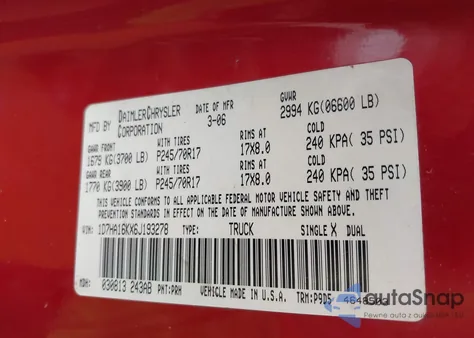 MFD BY DAIMLERCHRYSLER CORPORATION DATE OF MFR 3-06 GVWR 2994 KG(06600 LB)
GAWR FRONT WITH TIRES RIMS AT COLD
1679 KG(3700 LB) P245/70R17 17X8.0 240 KPA( 35 PSI)
GAWR REAR WITH TIRES RIMS AT COLD
1770 KG(3900 LB) P245/70R17 17X8.0 240 KPA( 35 PSI)
THIS VEHICLE CONFORMS TO ALL APPLICABLE FEDERAL MOTOR VEHICLE SAFETY AND THEFT
PREVENTION STANDARDS IN EFFECT ON THE DATE OF MANUFACTURE SHOWN ABOVE.
VIN: 1D7HA16KX6J193278 TYPE: TRUCK SINGLE X DUAL
MDH: 030813 243AB PNT:PRH VEHICLE MADE IN U.S.A. TRM:P9D5
autaSnap
Pewne auto z aukcji